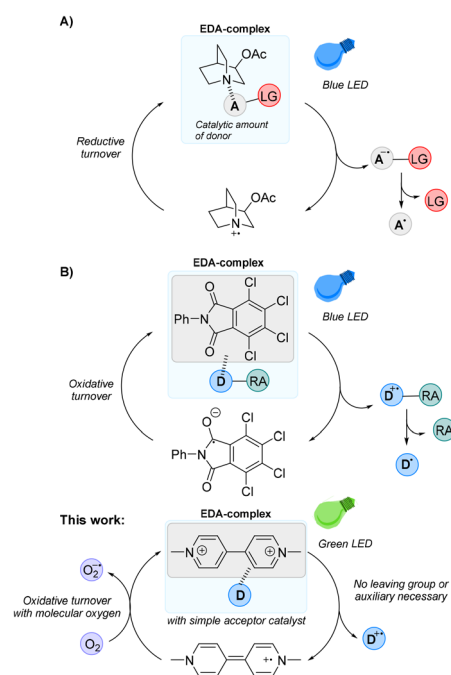 A)
EDA-complex
OAc
N
A
LG
Catalytic amount
of donor
Blue LED
Reductive
turnover
A−•
LG
LG
A•
OAc
N
+•
B)
EDA-complex
O
Cl
Cl
Ph–N
Cl
O
Cl
D
RA
Blue LED
Oxidative
turnover
D+•
RA
RA
D•
⊖
O
Cl
•
Cl
Ph–N
Cl
O
Cl
This work:
EDA-complex
—N
+
+
N—
D
with simple acceptor catalyst
Green LED
O2−•
Oxidative turnover
with molecular oxygen
O2
No leaving group or
auxiliary necessary
D+•
—N
+•
N—